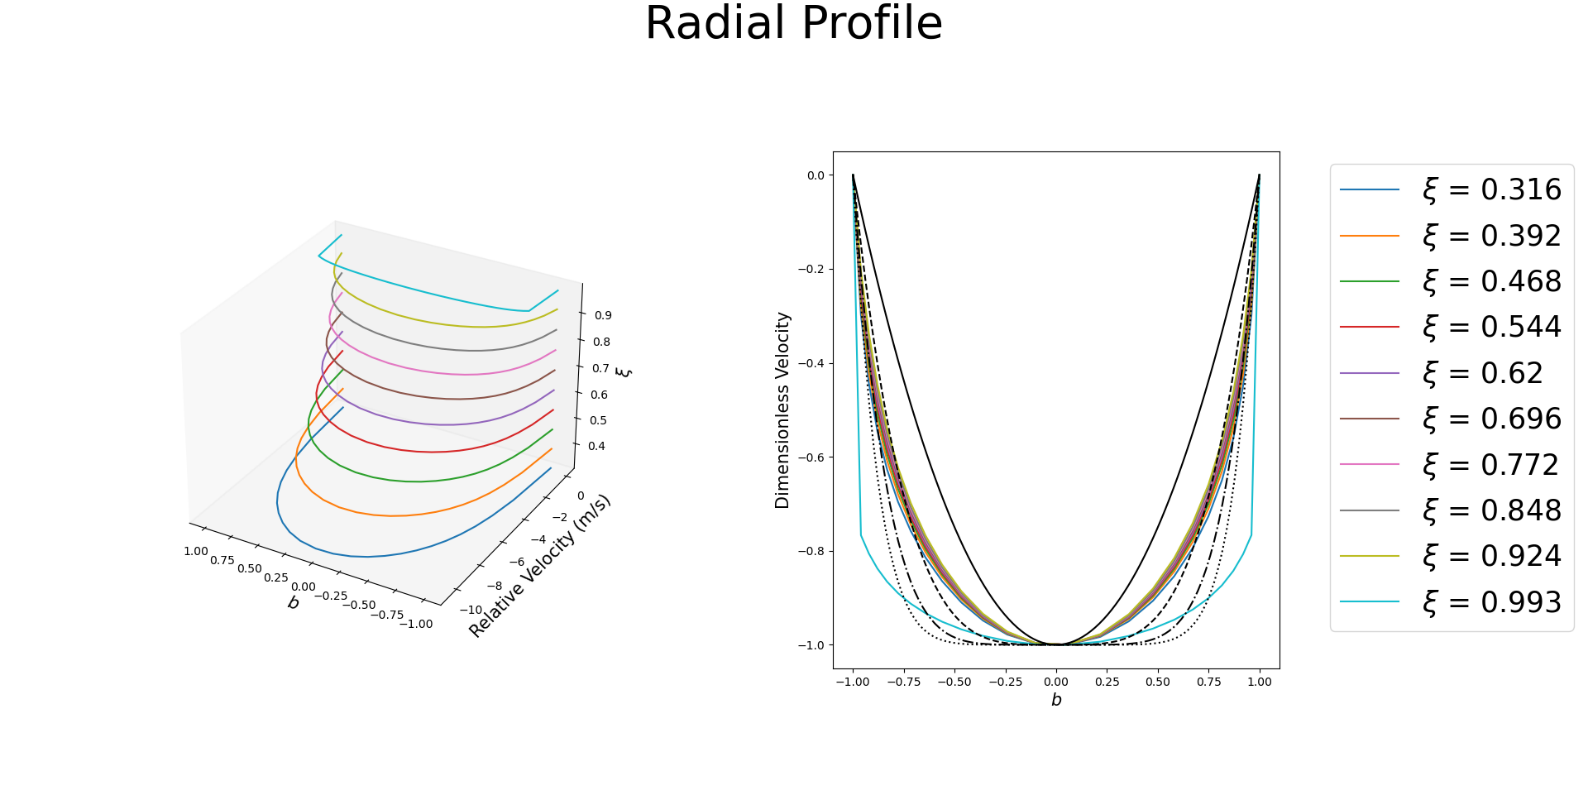 Radial Profile
0.9
0.8
0.7
0.6
0.5
0.4
ξ
1.00
0.75
0.50
0.25
0.00
−0.25
−0.50
−0.75
−1.00
b
0
−2
−4
−6
−8
−10
Relative Velocity (m/s)
0.0
−0.2
−0.4
−0.6
−0.8
−1.0
Dimensionless Velocity
−1.00 −0.75 −0.50 −0.25 0.00 0.25 0.50 0.75 1.00
b
ξ = 0.316
ξ = 0.392
ξ = 0.468
ξ = 0.544
ξ = 0.62
ξ = 0.696
ξ = 0.772
ξ = 0.848
ξ = 0.924
ξ = 0.993